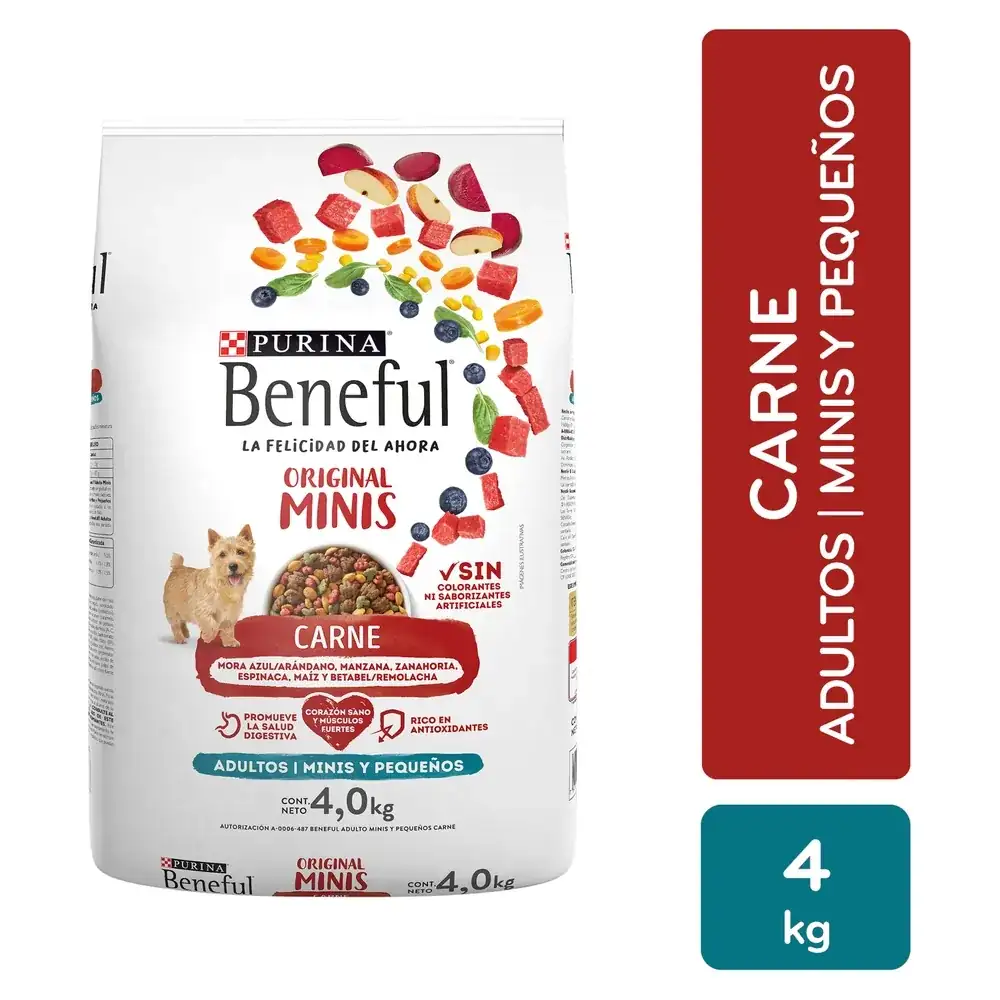 PURINA
Beneful
LA FELICIDAD DEL AHORA
ORIGINAL
MINIS
✓SIN
COLORANTES
NI SABORIZANTES
ARTIFICIALES
IMÁGENES ILUSTRATIVAS
CARNE
MORA AZUL/ARÁNDANO, MANZANA, ZANAHORIA,
ESPINACA, MAÍZ Y BETABEL/REMOLACHA
PROMUEVE
LA SALUD
DIGESTIVA
CORAZÓN SANO
Y MÚSCULOS
FUERTES
RICO EN
ANTIOXIDANTES
ADULTOS | MINIS Y PEQUEÑOS
CONT. NETO 4,0kg
AUTORIZACIÓN A-0006-487 BENEFUL ADULTO MINIS Y PEQUEÑOS CARNE
PURINA
Beneful
ORIGINAL
MINIS
CONT. NETO 4,0kg
CARNE
ADULTOS | MINIS Y PEQUEÑOS
4
kg